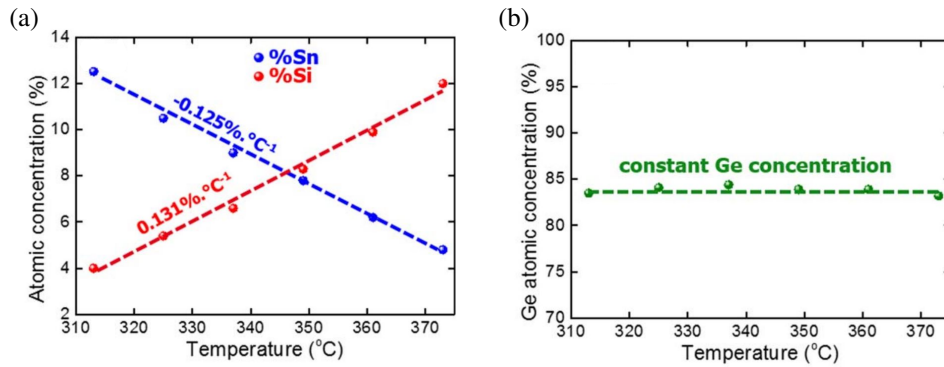 (a)
14
12
10
8
6
4
2
Atomic concentration (%)
%Sn
%Si
-0.125%.°C-1
0.131%.°C-1
310 320 330 340 350 360 370
Temperature (°C)
(b)
100
95
90
85
80
75
70
Ge atomic concentration (%)
constant Ge concentration
310 320 330 340 350 360 370
Temperature (°C)